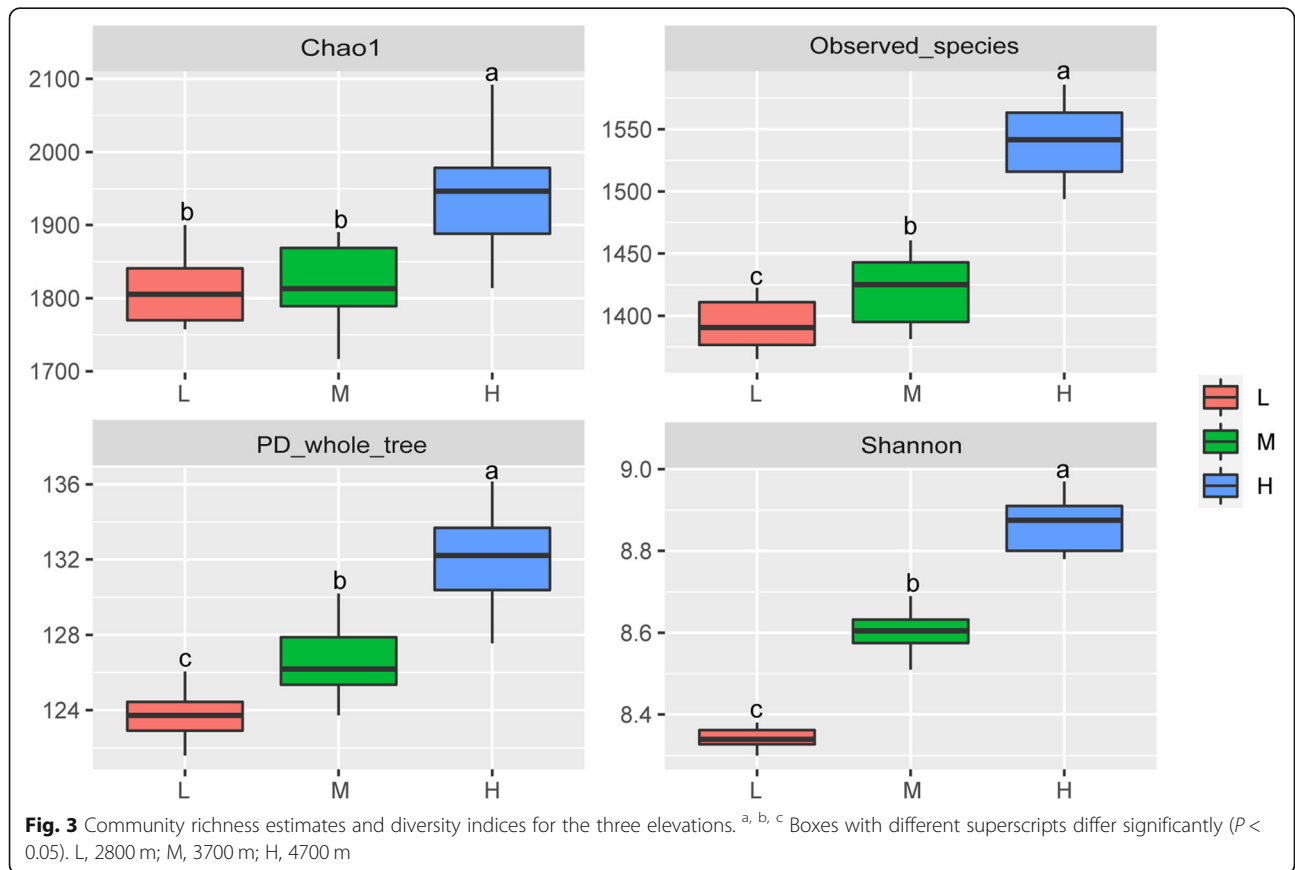 Chao1
a
2100
2000
b
b
1900
1800
1700
L
M
H
Observed_species
a
1550
1500
b
1450
c
1400
L
M
H
PD_whole_tree
a
136
132
b
128
c
124
L
M
H
Shannon
9.0
a
8.8
b
8.6
c
8.4
L
M
H
L
M
H
Fig. 3 Community richness estimates and diversity indices for the three elevations. a, b, c Boxes with different superscripts differ significantly (P <
0.05). L, 2800 m; M, 3700 m; H, 4700 m